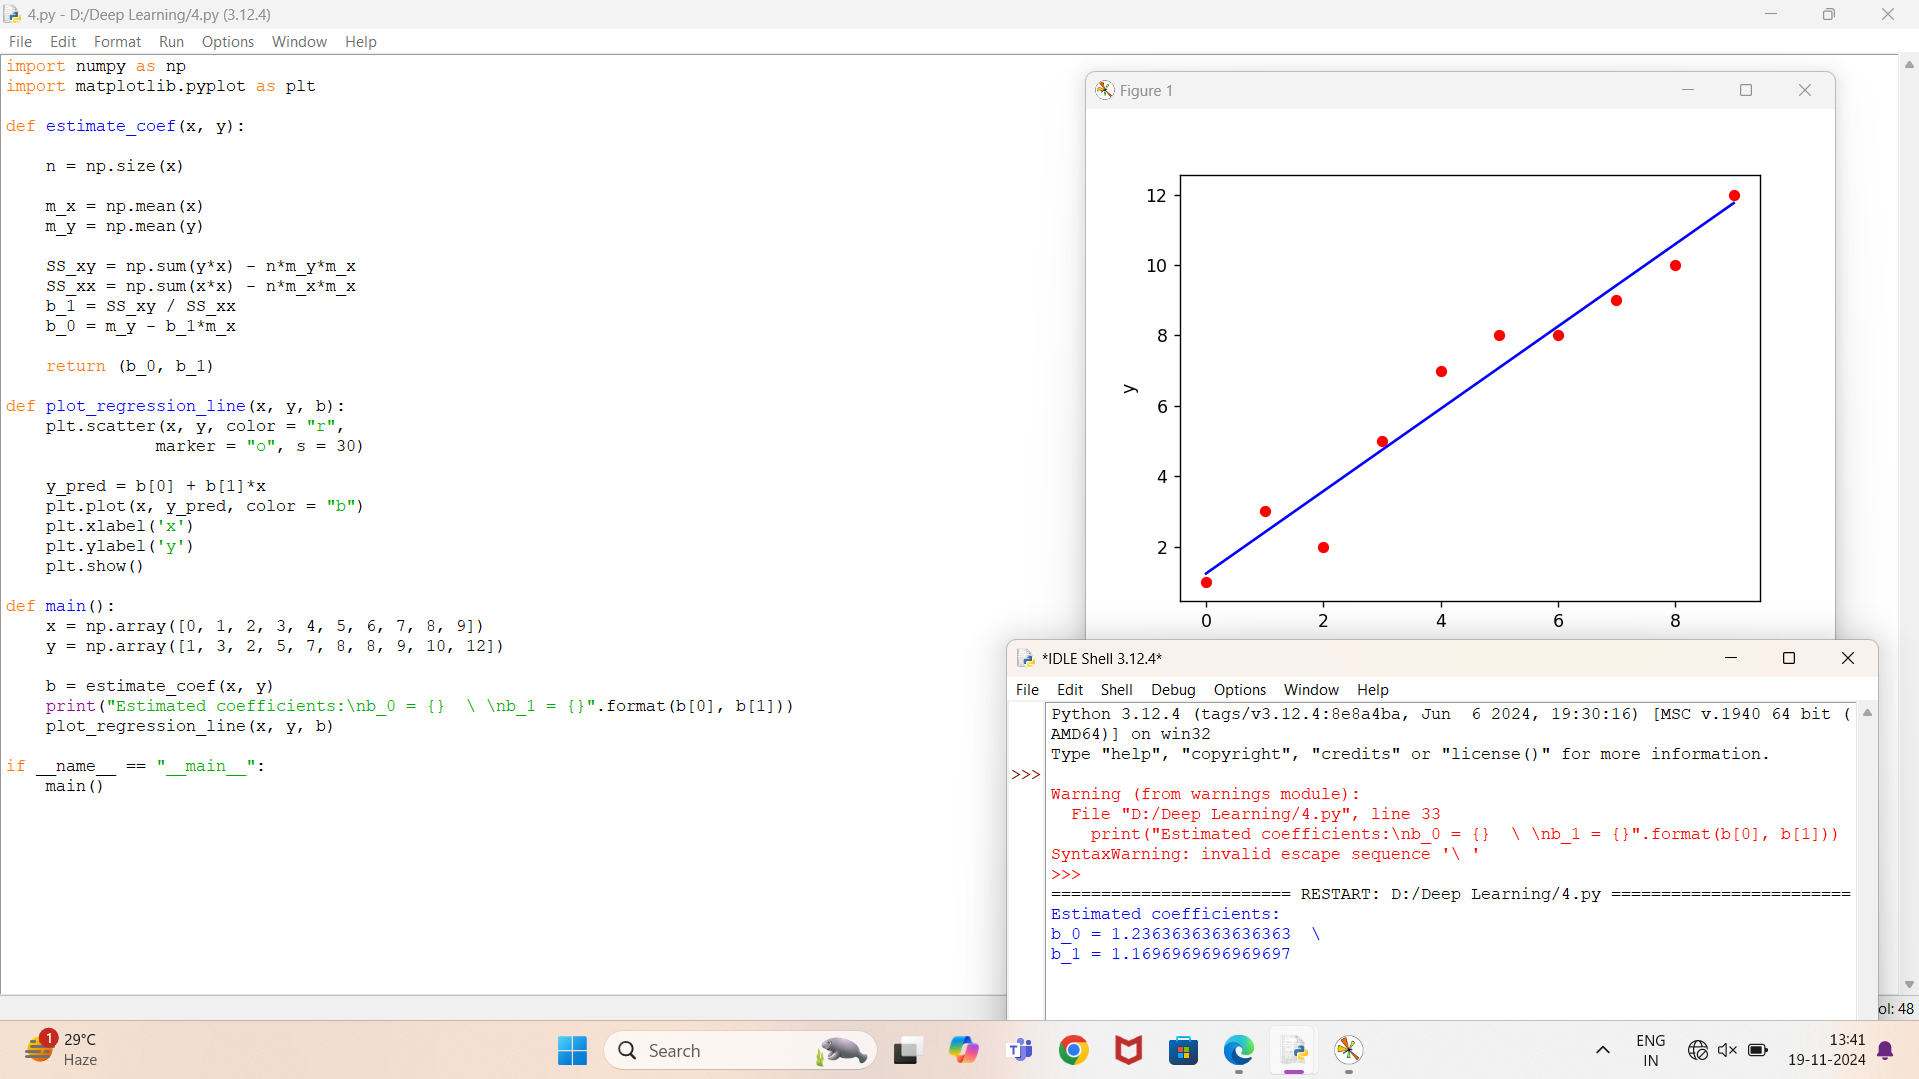 4.py - D:/Deep Learning/4.py (3.12.4)
File Edit Format Run Options Window Help
import numpy as np
import matplotlib.pyplot as plt
def estimate_coef(x, y):
    n = np.size(x)
    m_x = np.mean(x)
    m_y = np.mean(y)
    SS_xy = np.sum(y*x) - n*m_y*m_x
    SS_xx = np.sum(x*x) - n*m_x*m_x
    b_1 = SS_xy / SS_xx
    b_0 = m_y - b_1*m_x
    return (b_0, b_1)
def plot_regression_line(x, y, b):
    plt.scatter(x, y, color = "r",
               marker = "o", s = 30)
    y_pred = b[0] + b[1]*x
    plt.plot(x, y_pred, color = "b")
    plt.xlabel('x')
    plt.ylabel('y')
    plt.show()
def main():
    x = np.array([0, 1, 2, 3, 4, 5, 6, 7, 8, 9])
    y = np.array([1, 3, 2, 5, 7, 8, 8, 9, 10, 12])
    b = estimate_coef(x, y)
    print("Estimated coefficients:\nb_0 = {}  \ \nb_1 = {}".format(b[0], b[1]))
    plot_regression_line(x, y, b)
if __name__ == "__main__":
    main()
Figure 1
12
10
8
6
4
2
y
0 2 4 6 8
*IDLE Shell 3.12.4*
File Edit Shell Debug Options Window Help
Python 3.12.4 (tags/v3.12.4:8e8a4ba, Jun  6 2024, 19:30:16) [MSC v.1940 64 bit (
AMD64)] on win32
Type "help", "copyright", "credits" or "license()" for more information.
>>>
Warning (from warnings module):
  File "D:/Deep Learning/4.py", line 33
    print("Estimated coefficients:\nb_0 = {}  \ \nb_1 = {}".format(b[0], b[1]))
SyntaxWarning: invalid escape sequence '\ '
>>>
======================== RESTART: D:/Deep Learning/4.py ========================
Estimated coefficients:
b_0 = 1.2363636363636363  \
b_1 = 1.1696969696969697
ol: 48
1
29°C
Haze
Search
ENG
IN
13:41
19-11-2024